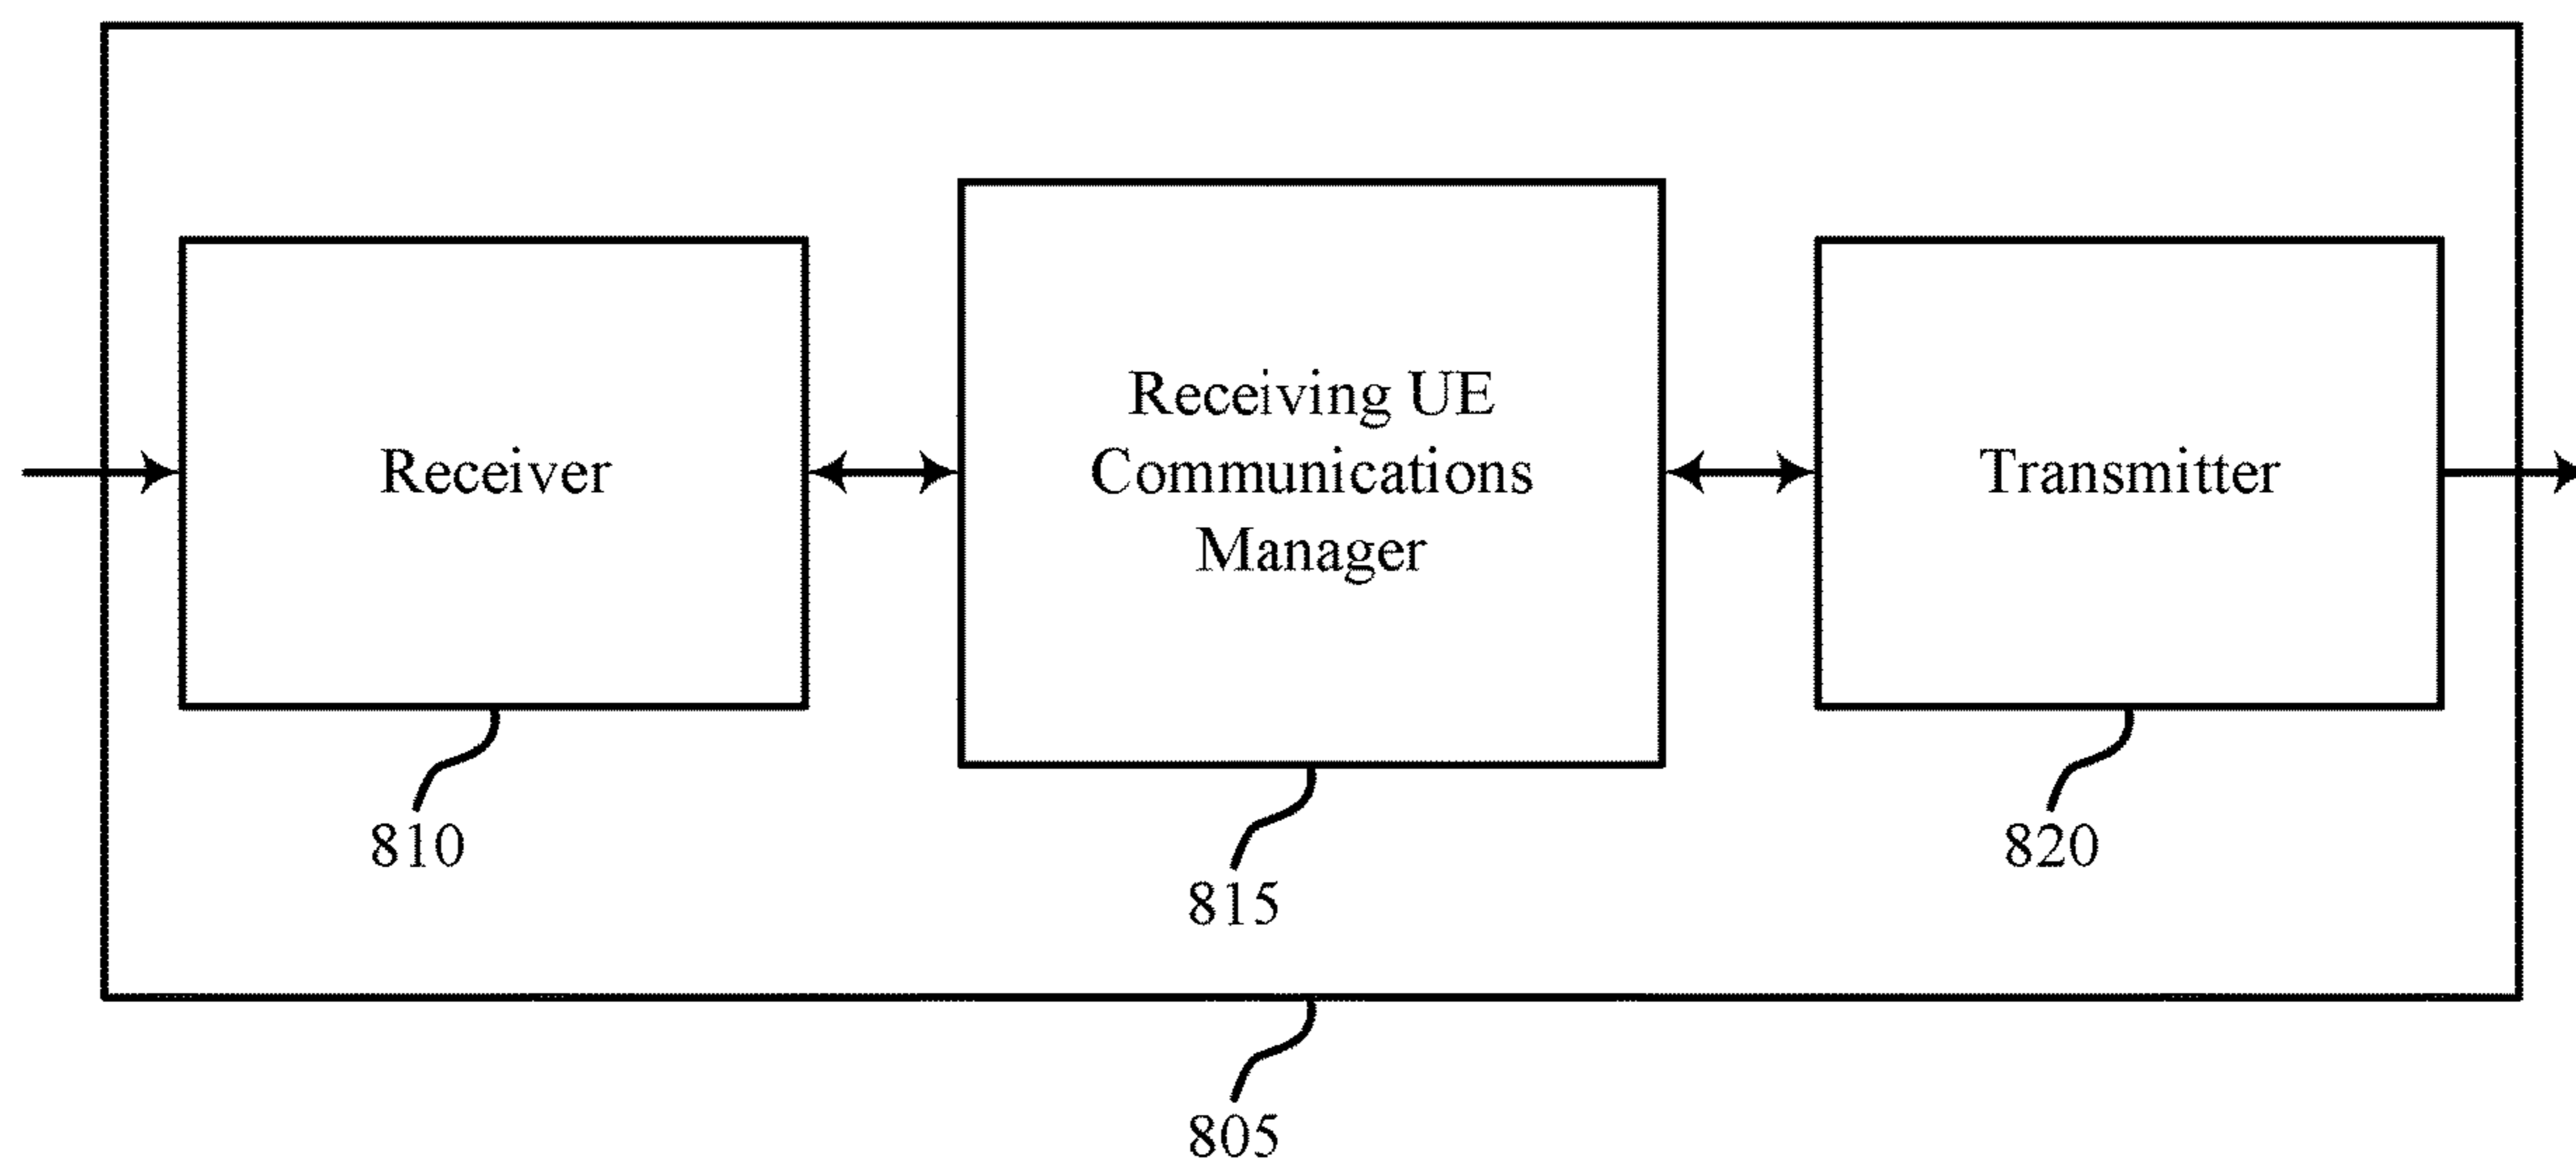 Receiver
Receiving UE
Communications
Manager
Transmitter
810
815
820
805